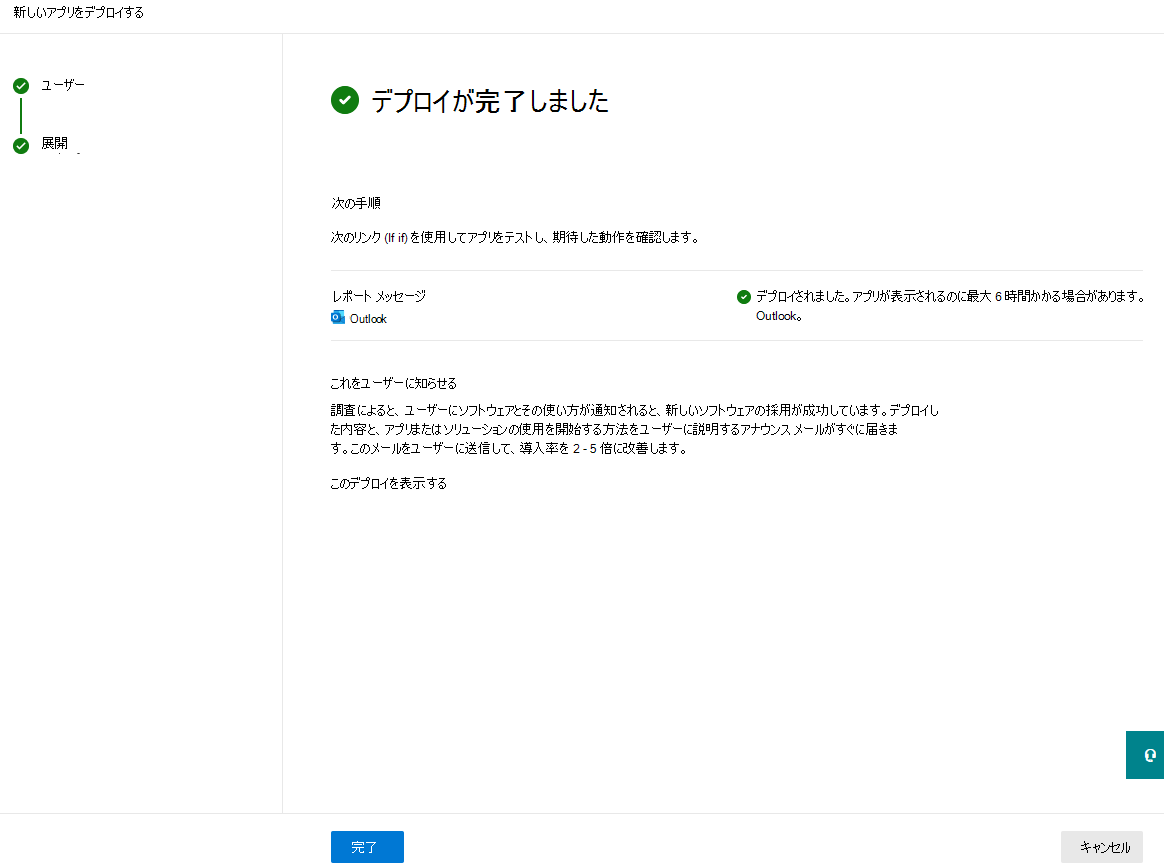 新しいアプリをデプロイする
ユーザー
展開
デプロイが完了しました
次の手順
次のリンク (If if) を使用してアプリをテストし、期待した動作を確認します。
レポート メッセージ
Outlook
デプロイされました。アプリが表示されるのに最大 6 時間かかる場合があります。
Outlook。
これをユーザーに知らせる
調査によると、ユーザーにソフトウェアとその使い方が通知されると、新しいソフトウェアの採用が成功しています。デプロイし
た内容と、アプリまたはソリューションの使用を開始する方法をユーザーに説明するアナウンス メールがすぐに届きま
す。このメールをユーザーに送信して、導入率を 2 - 5 倍に改善します。
このデプロイを表示する
完了
キャンセル